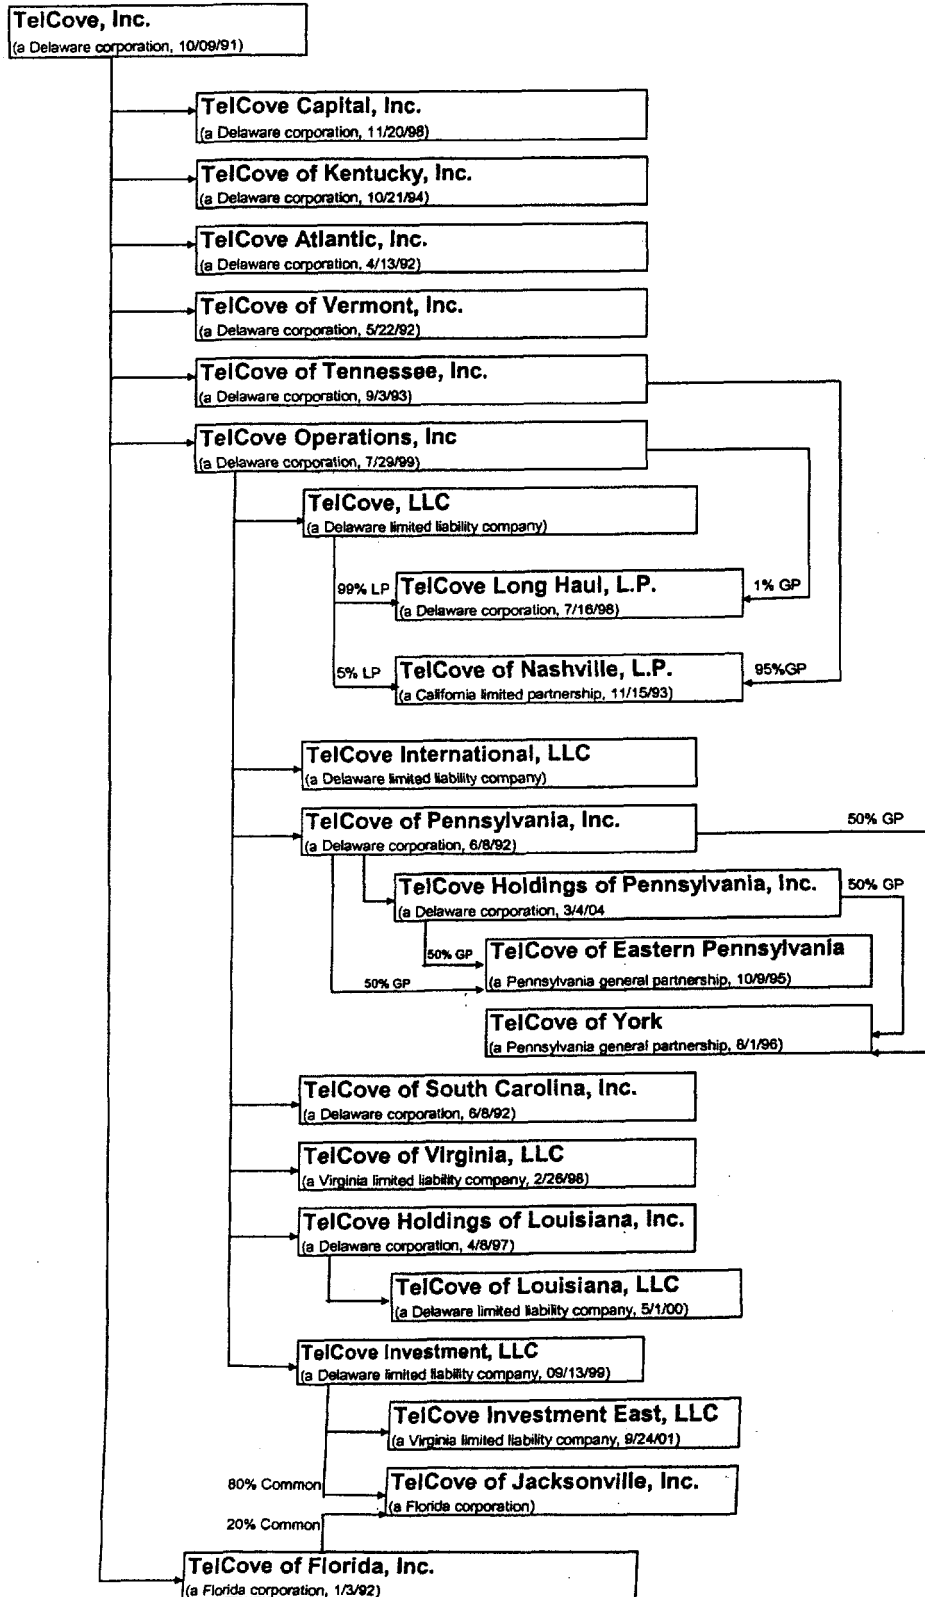 TelCove, Inc.
(a Delaware corporation, 10/09/91)
TelCove Capital, Inc.
(a Delaware corporation, 11/20/98)
TelCove of Kentucky, Inc.
(a Delaware corporation, 10/21/94)
TelCove Atlantic, Inc.
(a Delaware corporation, 4/13/92)
TelCove of Vermont, Inc.
(a Delaware corporation, 5/22/92)
TelCove of Tennessee, Inc.
(a Delaware corporation, 9/3/93)
TelCove Operations, Inc
(a Delaware corporation, 7/29/99)
TelCove, LLC
(a Delaware limited liability company)
99% LP
TelCove Long Haul, L.P.
(a Delaware corporation, 7/16/98)
1% GP
5% LP
TelCove of Nashville, L.P.
(a California limited partnership, 11/15/93)
95%GP
TelCove International, LLC
(a Delaware limited liability company)
TelCove of Pennsylvania, Inc.
(a Delaware corporation, 6/8/92)
50% GP
TelCove Holdings of Pennsylvania, Inc.
(a Delaware corporation, 3/4/04
50% GP
50% GP
TelCove of Eastern Pennsylvania
(a Pennsylvania general partnership, 10/9/95)
50% GP
TelCove of York
(a Pennsylvania general partnership, 8/1/96)
TelCove of South Carolina, Inc.
(a Delaware corporation, 6/8/92)
TelCove of Virginia, LLC
(a Virginia limited liability company, 2/26/98)
TelCove Holdings of Louisiana, Inc.
(a Delaware corporation, 4/8/97)
TelCove of Louisiana, LLC
(a Delaware limited liability company, 5/1/00)
TelCove Investment, LLC
(a Delaware limited liability company, 09/13/99)
TelCove Investment East, LLC
(a Virginia limited liability company, 9/24/01)
80% Common
TelCove of Jacksonville, Inc.
(a Florida corporation)
20% Common
TelCove of Florida, Inc.
(a Florida corporation, 1/3/92)